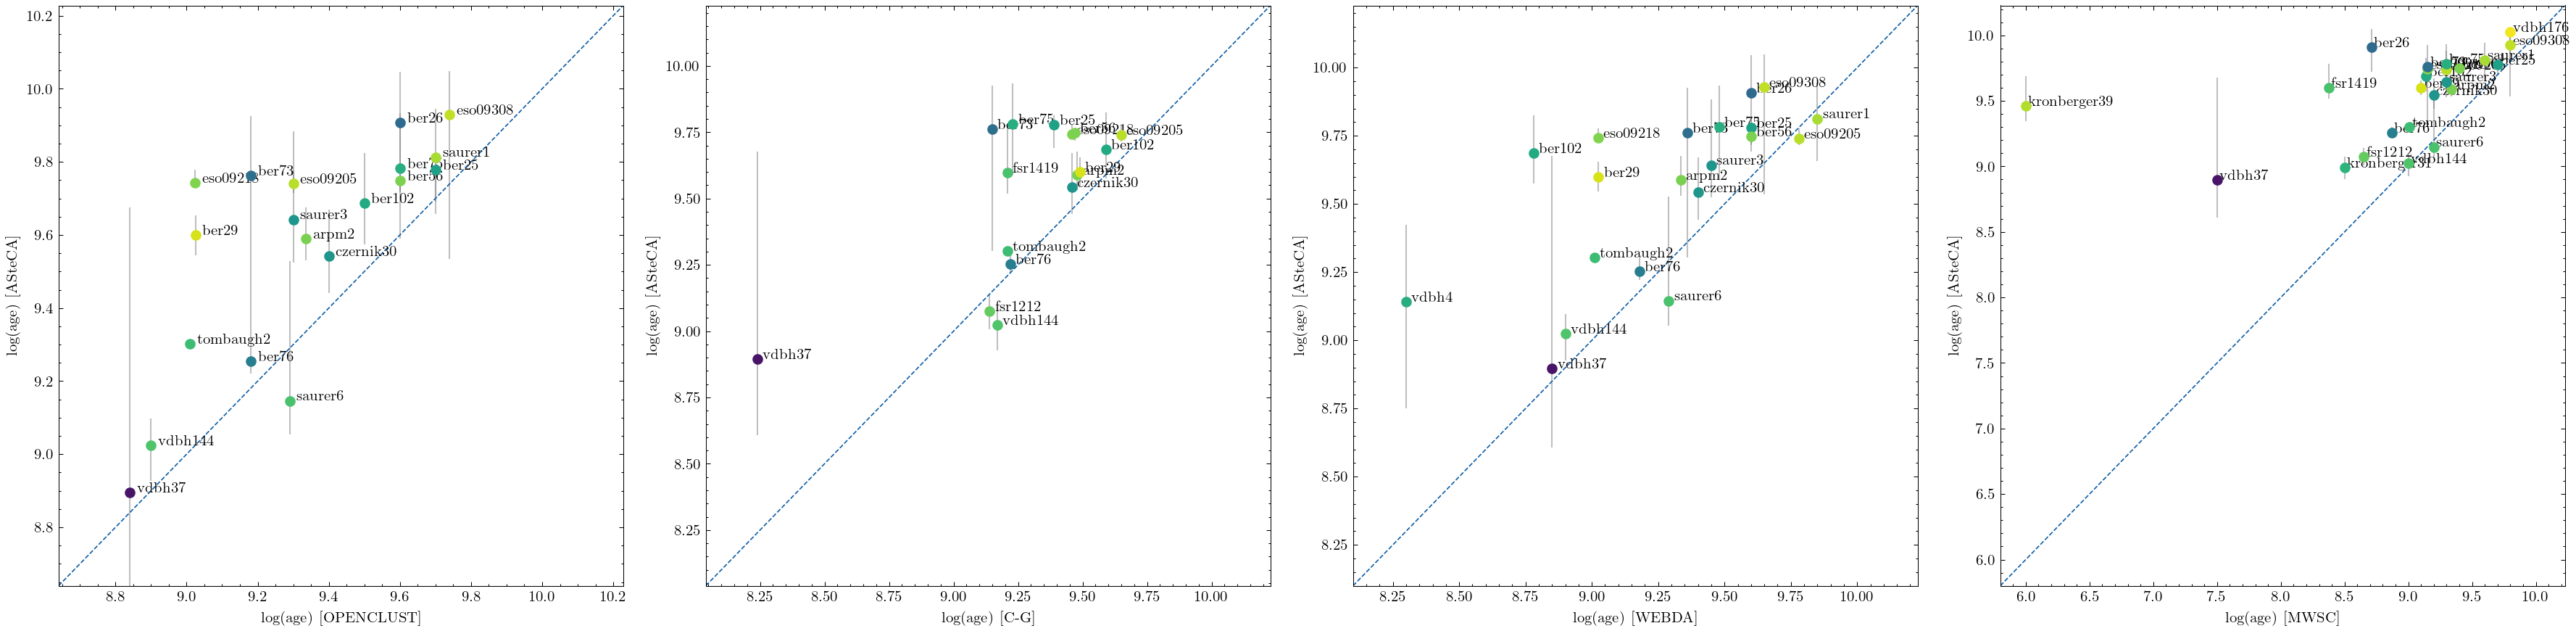 10.2
10.0
9.8
9.6
9.4
9.2
9.0
8.8
log(age) [ASteCA]
eso09308
ber26
saurer1
ber75
ber25
ber56
ber73
eso09218
eso09205
ber102
saurer3
ber29
arpm2
czernik30
tombaugh2
ber76
saurer6
vdbh144
vdbh37
8.8 9.0 9.2 9.4 9.6 9.8 10.0 10.2
log(age) [OPENCLUST]
10.00
9.75
9.50
9.25
9.00
8.75
8.50
8.25
log(age) [ASteCA]
ber73
ber75
ber25
ber56
eso09218
eso09205
ber102
fsr1419
ber29
arpm2
czernik30
tombaugh2
ber76
fsr1212
vdbh144
vdbh37
8.25 8.50 8.75 9.00 9.25 9.50 9.75 10.00
log(age) [C-G]
10.00
9.75
9.50
9.25
9.00
8.75
8.50
8.25
log(age) [ASteCA]
eso09308
ber26
saurer1
ber73
ber75
ber25
ber56
eso09205
eso09218
ber102
saurer3
ber29
arpm2
czernik30
tombaugh2
ber76
saurer6
vdbh4
vdbh144
vdbh37
8.25 8.50 8.75 9.00 9.25 9.50 9.75 10.00
log(age) [WEBDA]
10.0
9.5
9.0
8.5
8.0
7.5
7.0
6.5
6.0
log(age) [ASteCA]
vdbh176
eso09308
ber26
saurer1
ber25
ber102
saurer3
fsr1419
ber29
arpm2
czernik30
kronberger39
tombaugh2
ber76
saurer6
fsr1212
vdbh144
kronberger31
vdbh37
6.0 6.5 7.0 7.5 8.0 8.5 9.0 9.5 10.0
log(age) [MWSC]